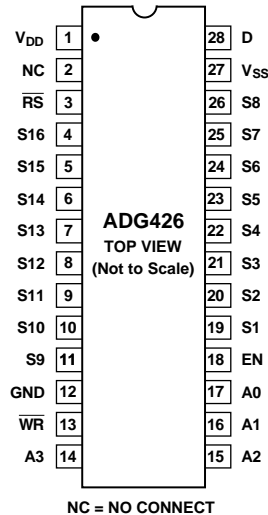 VDD 1 28 D
NC 2 27 VSS
R̅S̅ 3 26 S8
S16 4 25 S7
S15 5 24 S6
S14 6 23 S5
S13 7 22 S4
S12 8 21 S3
S11 9 20 S2
S10 10 19 S1
S9 11 18 EN
GND 12 17 A0
W̅R̅ 13 16 A1
A3 14 15 A2
ADG426
TOP VIEW
(Not to Scale)
NC = NO CONNECT